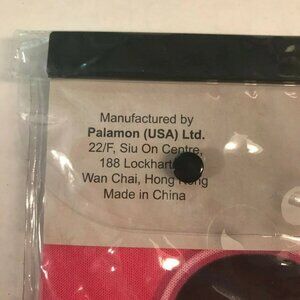 Manufactured by
Palamon (USA) Ltd.
22/F, Siu On Centre,
188 Lockhart
Wan Chai, Hong Kong
Made in China